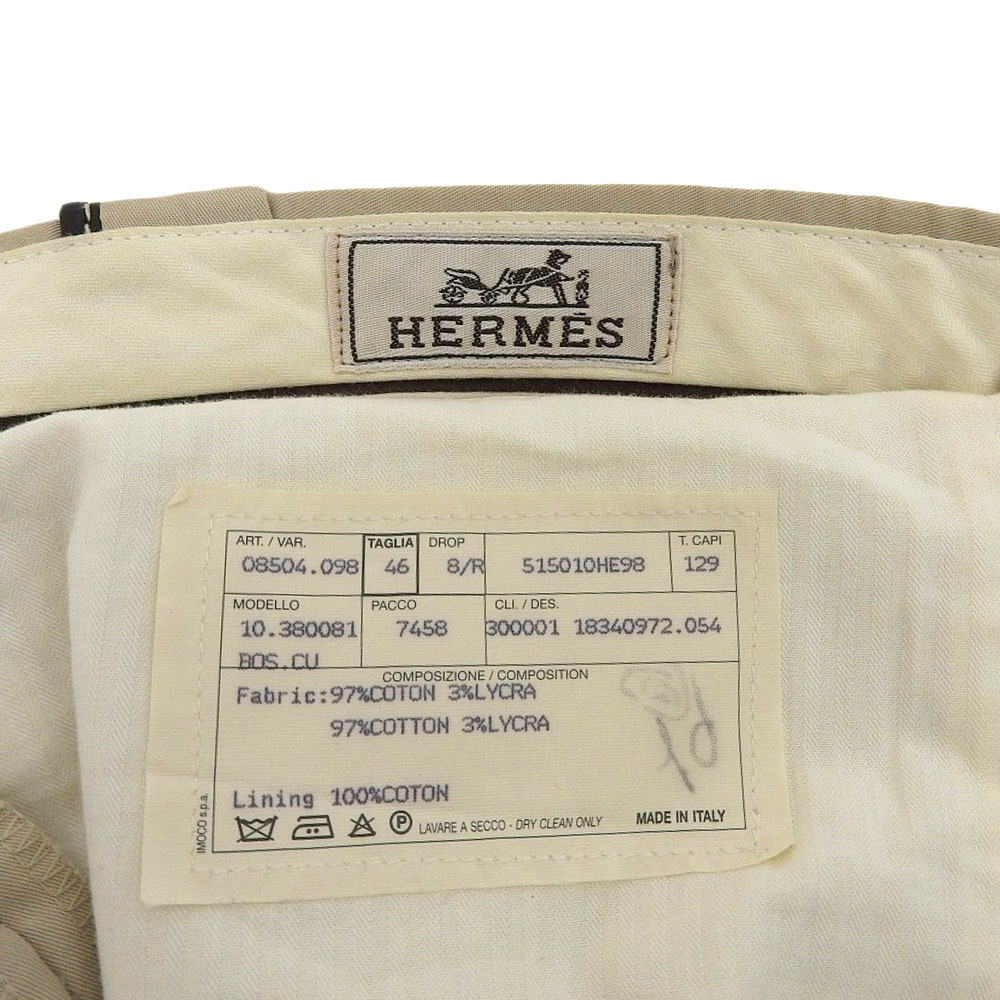 HERMÈS
ART. / VAR. TAGLIA DROP T. CAPI
08504.098 46 8/R 515010HE98 129
MODELLO PACCO CLI. / DES.
10.380081 7458 300001 18340972.054
BOS.CU
COMPOSIZIONE / COMPOSITION
Fabric:97%COTON 3%LYCRA
97%COTTON 3%LYCRA
Lining 100%COTON
P LAVARE A SECCO - DRY CLEAN ONLY MADE IN ITALY
IMOCO s.p.a.